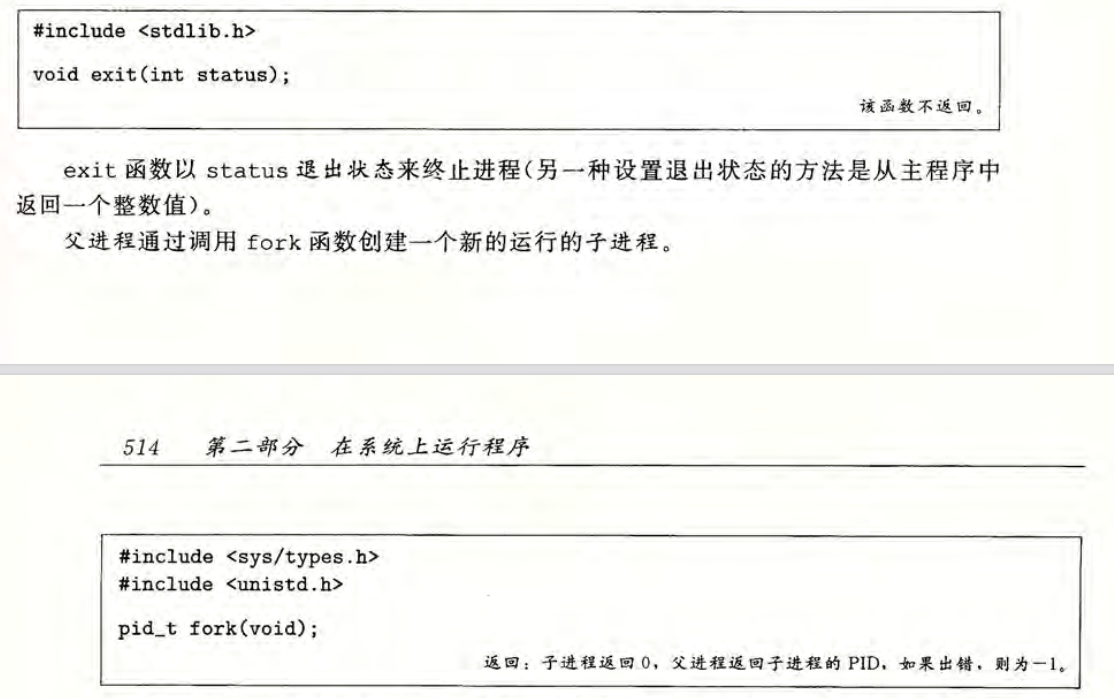 #include <stdlib.h>
void exit(int status);
该函数不返回。
exit 函数以 status 退出状态来终止进程(另一种设置退出状态的方法是从主程序中
返回一个整数值)。
父进程通过调用 fork 函数创建一个新的运行的子进程。
514 第二部分 在系统上运行程序
#include <sys/types.h>
#include <unistd.h>
pid_t fork(void);
返回：子进程返回 0，父进程返回子进程的 PID，如果出错，则为−1。